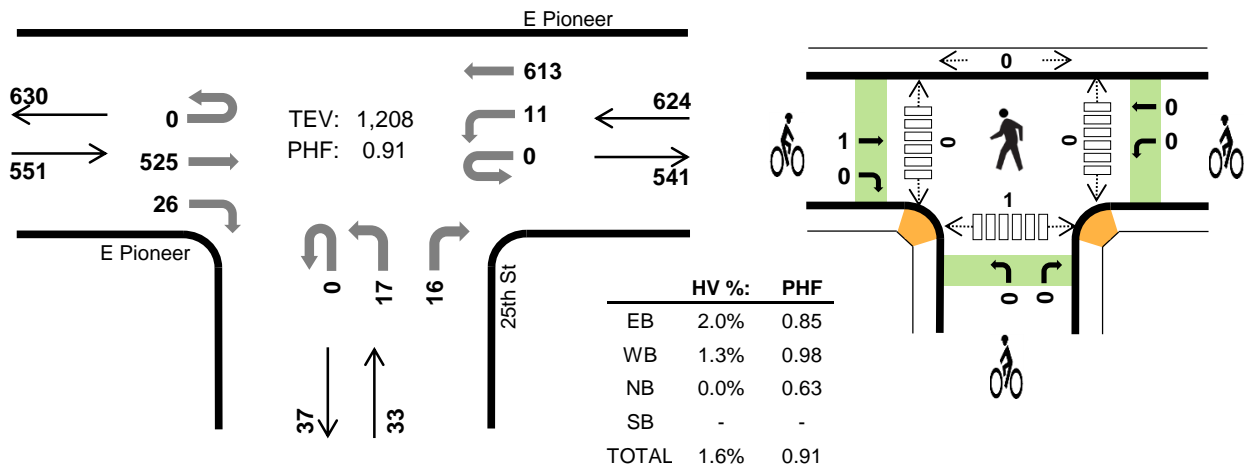 E Pioneer
613
11
0
630
551
0
525
26
TEV: 1,208
PHF: 0.91
624
541
E Pioneer
0
17
16
25th St
37
33
HV %: PHF
EB 2.0% 0.85
WB 1.3% 0.98
NB 0.0% 0.63
SB - -
TOTAL 1.6% 0.91
0
0
0
1
0
0
0
1
0
0